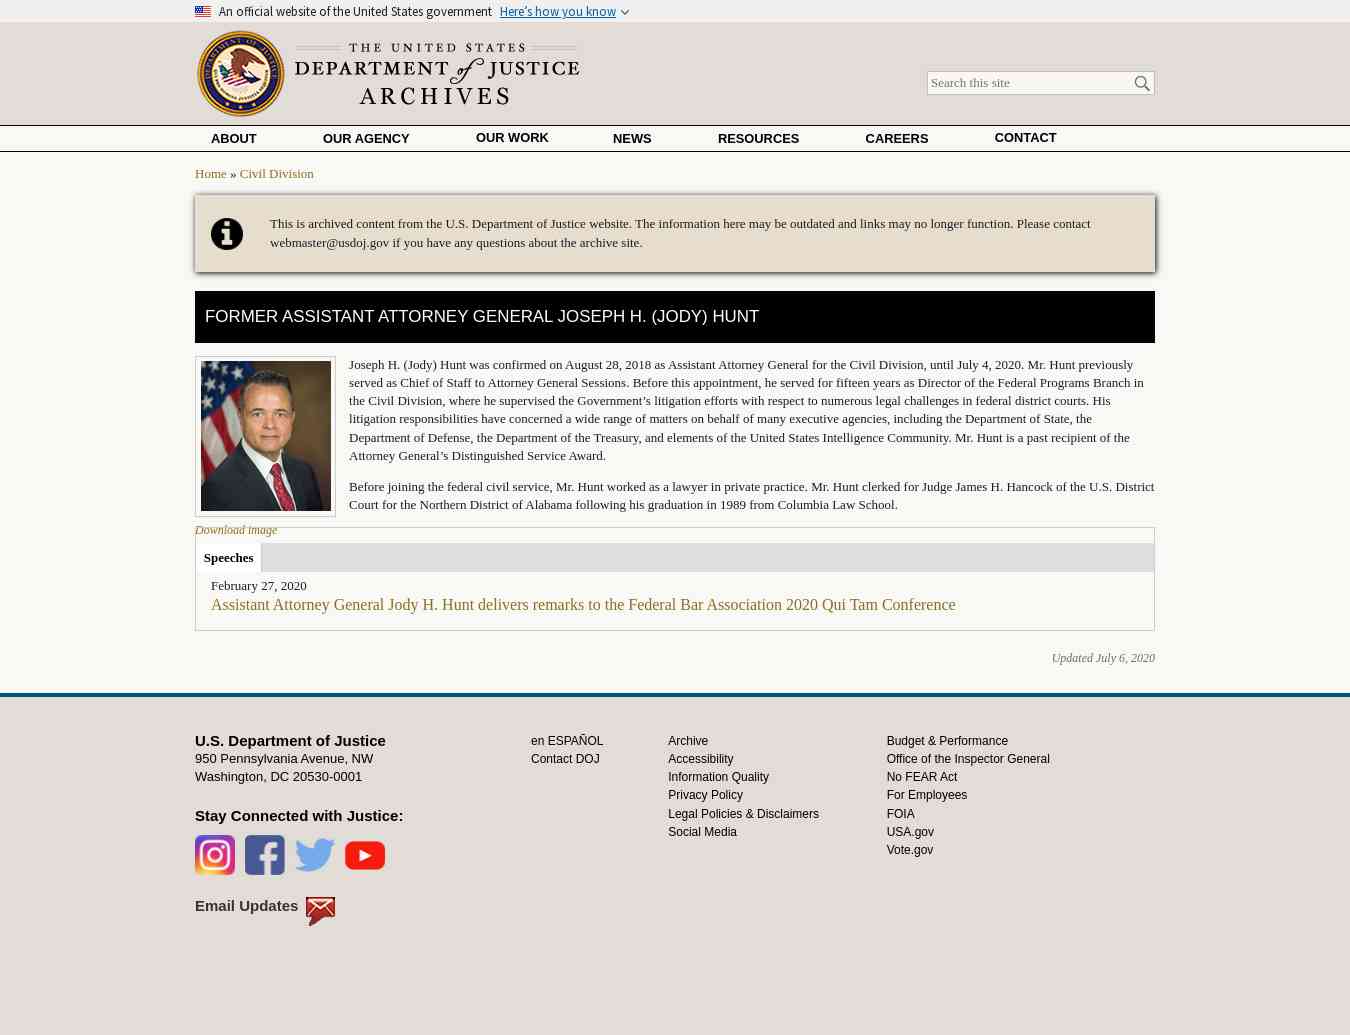 An official website of the United States government Here’s how you know
THE UNITED STATES
DEPARTMENT of JUSTICE
ARCHIVES
Search this site
ABOUT OUR AGENCY OUR WORK NEWS RESOURCES CAREERS CONTACT
Home » Civil Division
This is archived content from the U.S. Department of Justice website. The information here may be outdated and links may no longer function. Please contact
webmaster@usdoj.gov if you have any questions about the archive site.
FORMER ASSISTANT ATTORNEY GENERAL JOSEPH H. (JODY) HUNT
Joseph H. (Jody) Hunt was confirmed on August 28, 2018 as Assistant Attorney General for the Civil Division, until July 4, 2020. Mr. Hunt previously
served as Chief of Staff to Attorney General Sessions. Before this appointment, he served for fifteen years as Director of the Federal Programs Branch in
the Civil Division, where he supervised the Government’s litigation efforts with respect to numerous legal challenges in federal district courts. His
litigation responsibilities have concerned a wide range of matters on behalf of many executive agencies, including the Department of State, the
Department of Defense, the Department of the Treasury, and elements of the United States Intelligence Community. Mr. Hunt is a past recipient of the
Attorney General’s Distinguished Service Award.
Before joining the federal civil service, Mr. Hunt worked as a lawyer in private practice. Mr. Hunt clerked for Judge James H. Hancock of the U.S. District
Court for the Northern District of Alabama following his graduation in 1989 from Columbia Law School.
Download image
Speeches
February 27, 2020
Assistant Attorney General Jody H. Hunt delivers remarks to the Federal Bar Association 2020 Qui Tam Conference
Updated July 6, 2020
U.S. Department of Justice
950 Pennsylvania Avenue, NW
Washington, DC 20530-0001
Stay Connected with Justice:
Email Updates
en ESPAÑOL
Contact DOJ
Archive
Accessibility
Information Quality
Privacy Policy
Legal Policies & Disclaimers
Social Media
Budget & Performance
Office of the Inspector General
No FEAR Act
For Employees
FOIA
USA.gov
Vote.gov